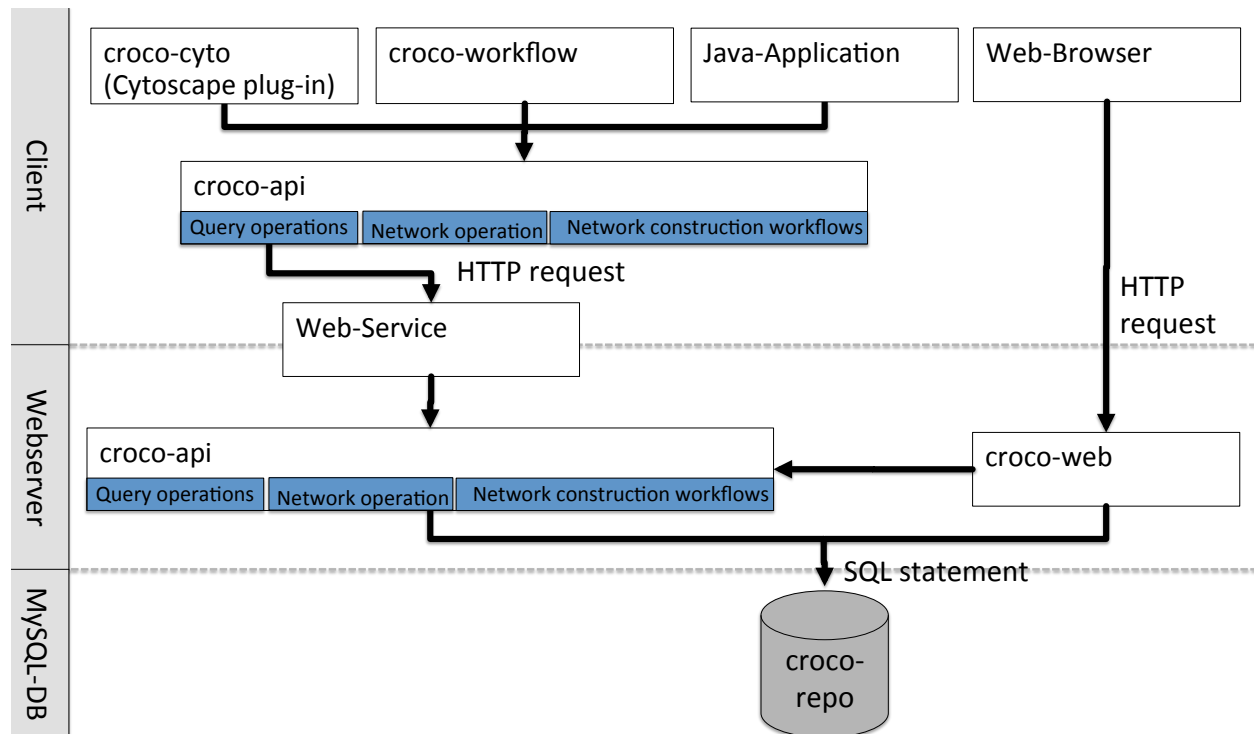 Client
croco-cyto
(Cytoscape plug-in)
croco-workflow
Java-Application
Web-Browser
croco-api
Query operations
Network operation
Network construction workflows
HTTP request
HTTP
request
Web-Service
Webserver
croco-api
Query operations
Network operation
Network construction workflows
croco-web
SQL statement
MySQL-DB
croco-
repo